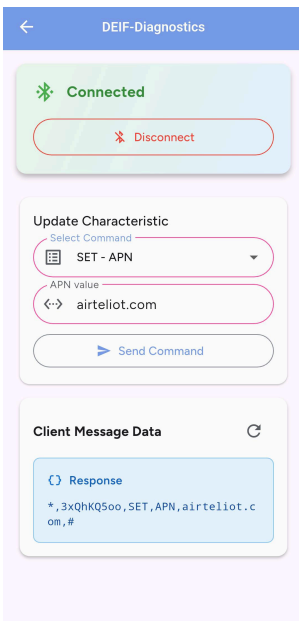 DEIF-Diagnostics
Connected
Disconnect
Update Characteristic
Select Command
SET - APN
APN value
airteliot.com
Send Command
Client Message Data
{} Response
*,3xQhKQ5oo,SET,APN,airteliot.c
om,#